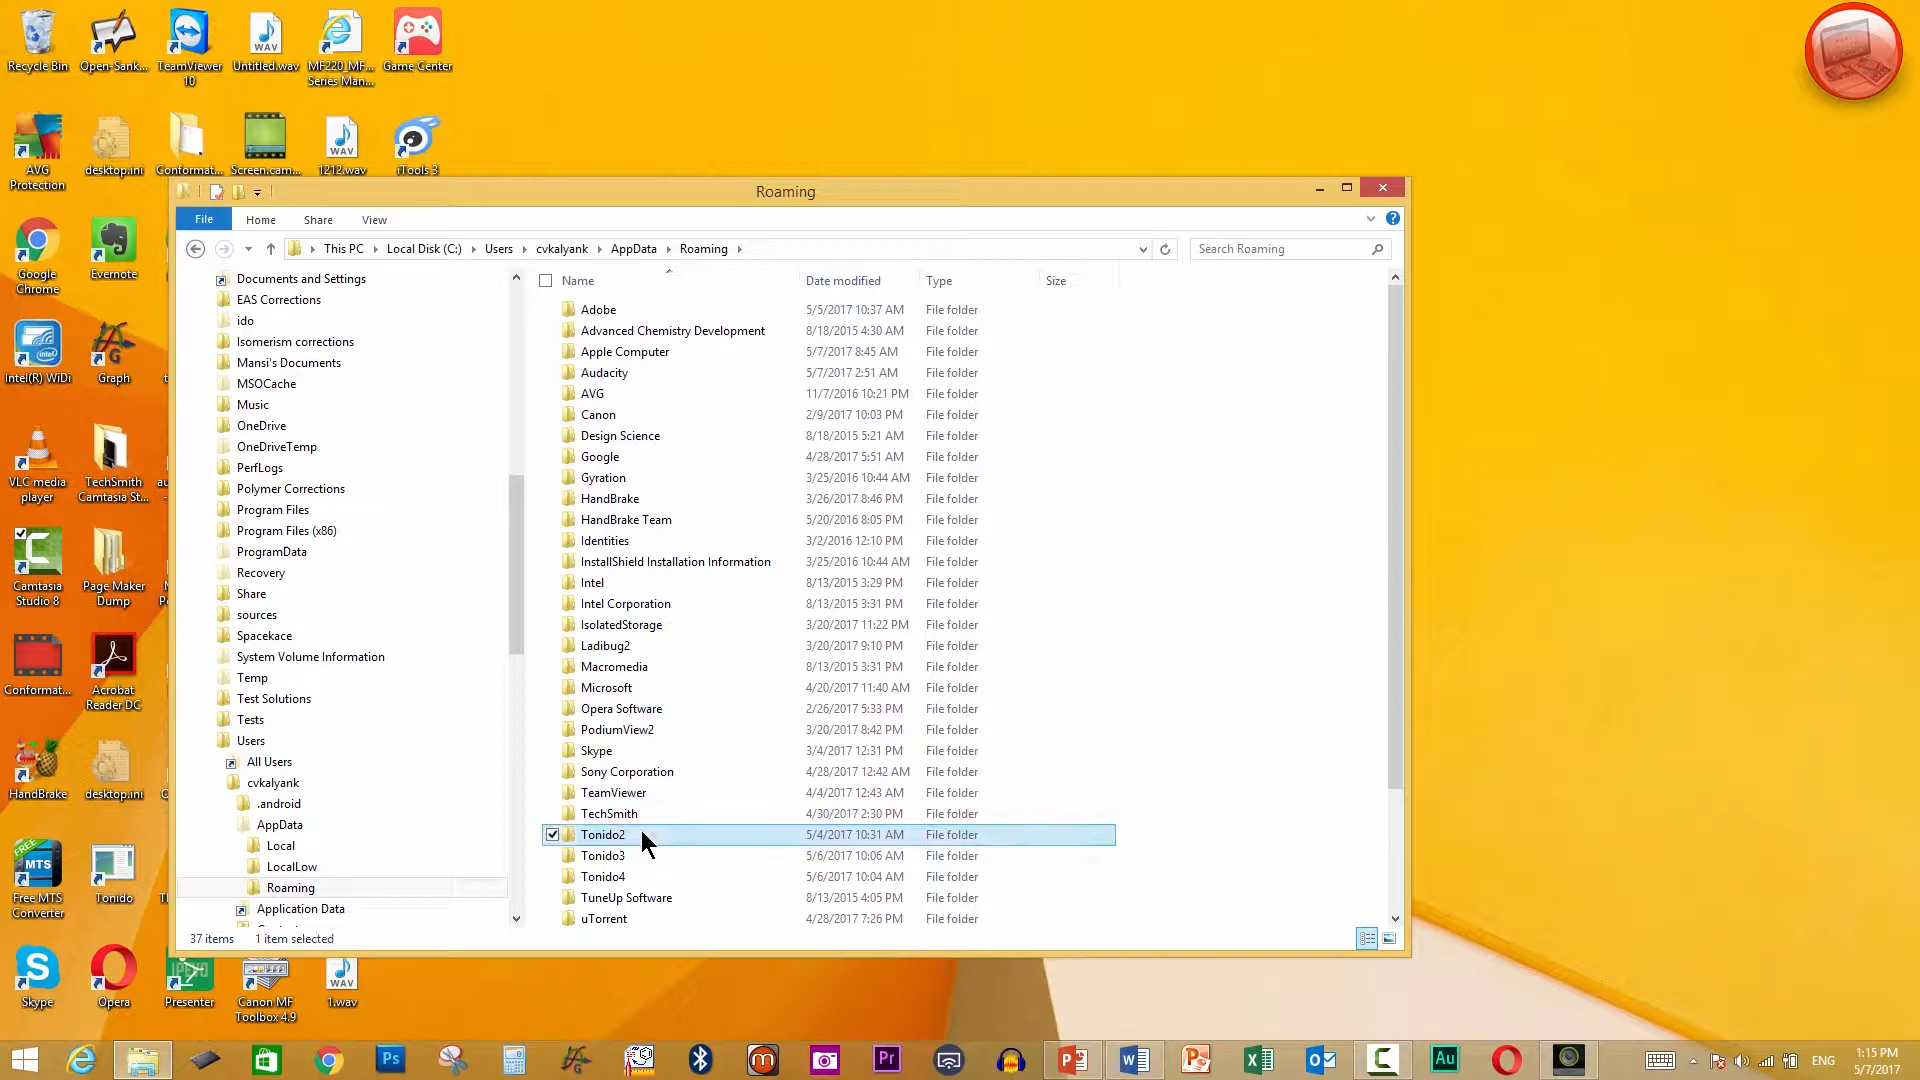 Recycle Bin
Open-Sank...
TeamViewer 10
Untitled.wav
MF220_MF... Series Man...
Game Center
AVG Protection
desktop.ini
Conformat...
Screen.cam...
1212.wav
iTools 3
Google Chrome
Evernote
Intel(R) WiDi
Graph
VLC media player
TechSmith Camtasia St...
Camtasia Studio 8
Page Maker Dump
Conformat...
Acrobat Reader DC
HandBrake
desktop.ini
FREE
MTS
Free MTS Converter
Tonido
Skype
Opera
Presenter
Canon MF Toolbox 4.9
1.wav
Roaming
File
Home
Share
View
This PC
Local Disk (C:)
Users
cvkalyank
AppData
Roaming
Search Roaming
Documents and Settings
EAS Corrections
ido
Isomerism corrections
Mansi's Documents
MSOCache
Music
OneDrive
OneDriveTemp
PerfLogs
Polymer Corrections
Program Files
Program Files (x86)
ProgramData
Recovery
Share
sources
Spacekace
System Volume Information
Temp
Test Solutions
Tests
Users
All Users
cvkalyank
.android
AppData
Local
LocalLow
Roaming
Application Data
Name Date modified Type Size
Adobe 5/5/2017 10:37 AM File folder
Advanced Chemistry Development 8/18/2015 4:30 AM File folder
Apple Computer 5/7/2017 8:45 AM File folder
Audacity 5/7/2017 2:51 AM File folder
AVG 11/7/2016 10:21 PM File folder
Canon 2/9/2017 10:03 PM File folder
Design Science 8/18/2015 5:21 AM File folder
Google 4/28/2017 5:51 AM File folder
Gyration 3/25/2016 10:44 AM File folder
HandBrake 3/26/2017 8:46 PM File folder
HandBrake Team 5/20/2016 8:05 PM File folder
Identities 3/2/2016 12:10 PM File folder
InstallShield Installation Information 3/25/2016 10:44 AM File folder
Intel 8/13/2015 3:29 PM File folder
Intel Corporation 8/13/2015 3:31 PM File folder
IsolatedStorage 3/20/2017 11:22 PM File folder
Ladibug2 3/20/2017 9:10 PM File folder
Macromedia 8/13/2015 3:31 PM File folder
Microsoft 4/20/2017 11:40 AM File folder
Opera Software 2/26/2017 5:33 PM File folder
PodiumView2 3/20/2017 8:42 PM File folder
Skype 3/4/2017 12:31 PM File folder
Sony Corporation 4/28/2017 12:42 AM File folder
TeamViewer 4/4/2017 12:43 AM File folder
TechSmith 4/30/2017 2:30 PM File folder
Tonido2 5/4/2017 10:31 AM File folder
Tonido3 5/6/2017 10:06 AM File folder
Tonido4 5/6/2017 10:04 AM File folder
TuneUp Software 8/13/2015 4:05 PM File folder
uTorrent 4/28/2017 7:26 PM File folder
37 items 1 item selected
ENG
1:15 PM
5/7/2017